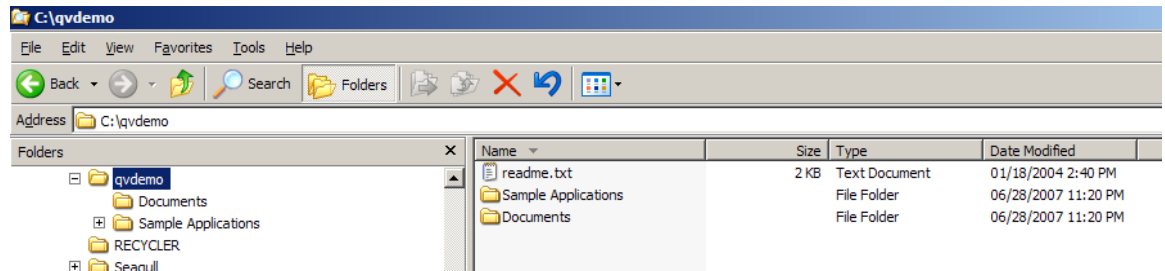 C:\qvdemo
File Edit View Favorites Tools Help
Back Search Folders
Address C:\qvdemo
Folders x Name Size Type Date Modified
qvdemo readme.txt 2 KB Text Document 01/18/2004 2:40 PM
Documents Sample Applications File Folder 06/28/2007 11:20 PM
Sample Applications Documents File Folder 06/28/2007 11:20 PM
RECYCLER
Seagull